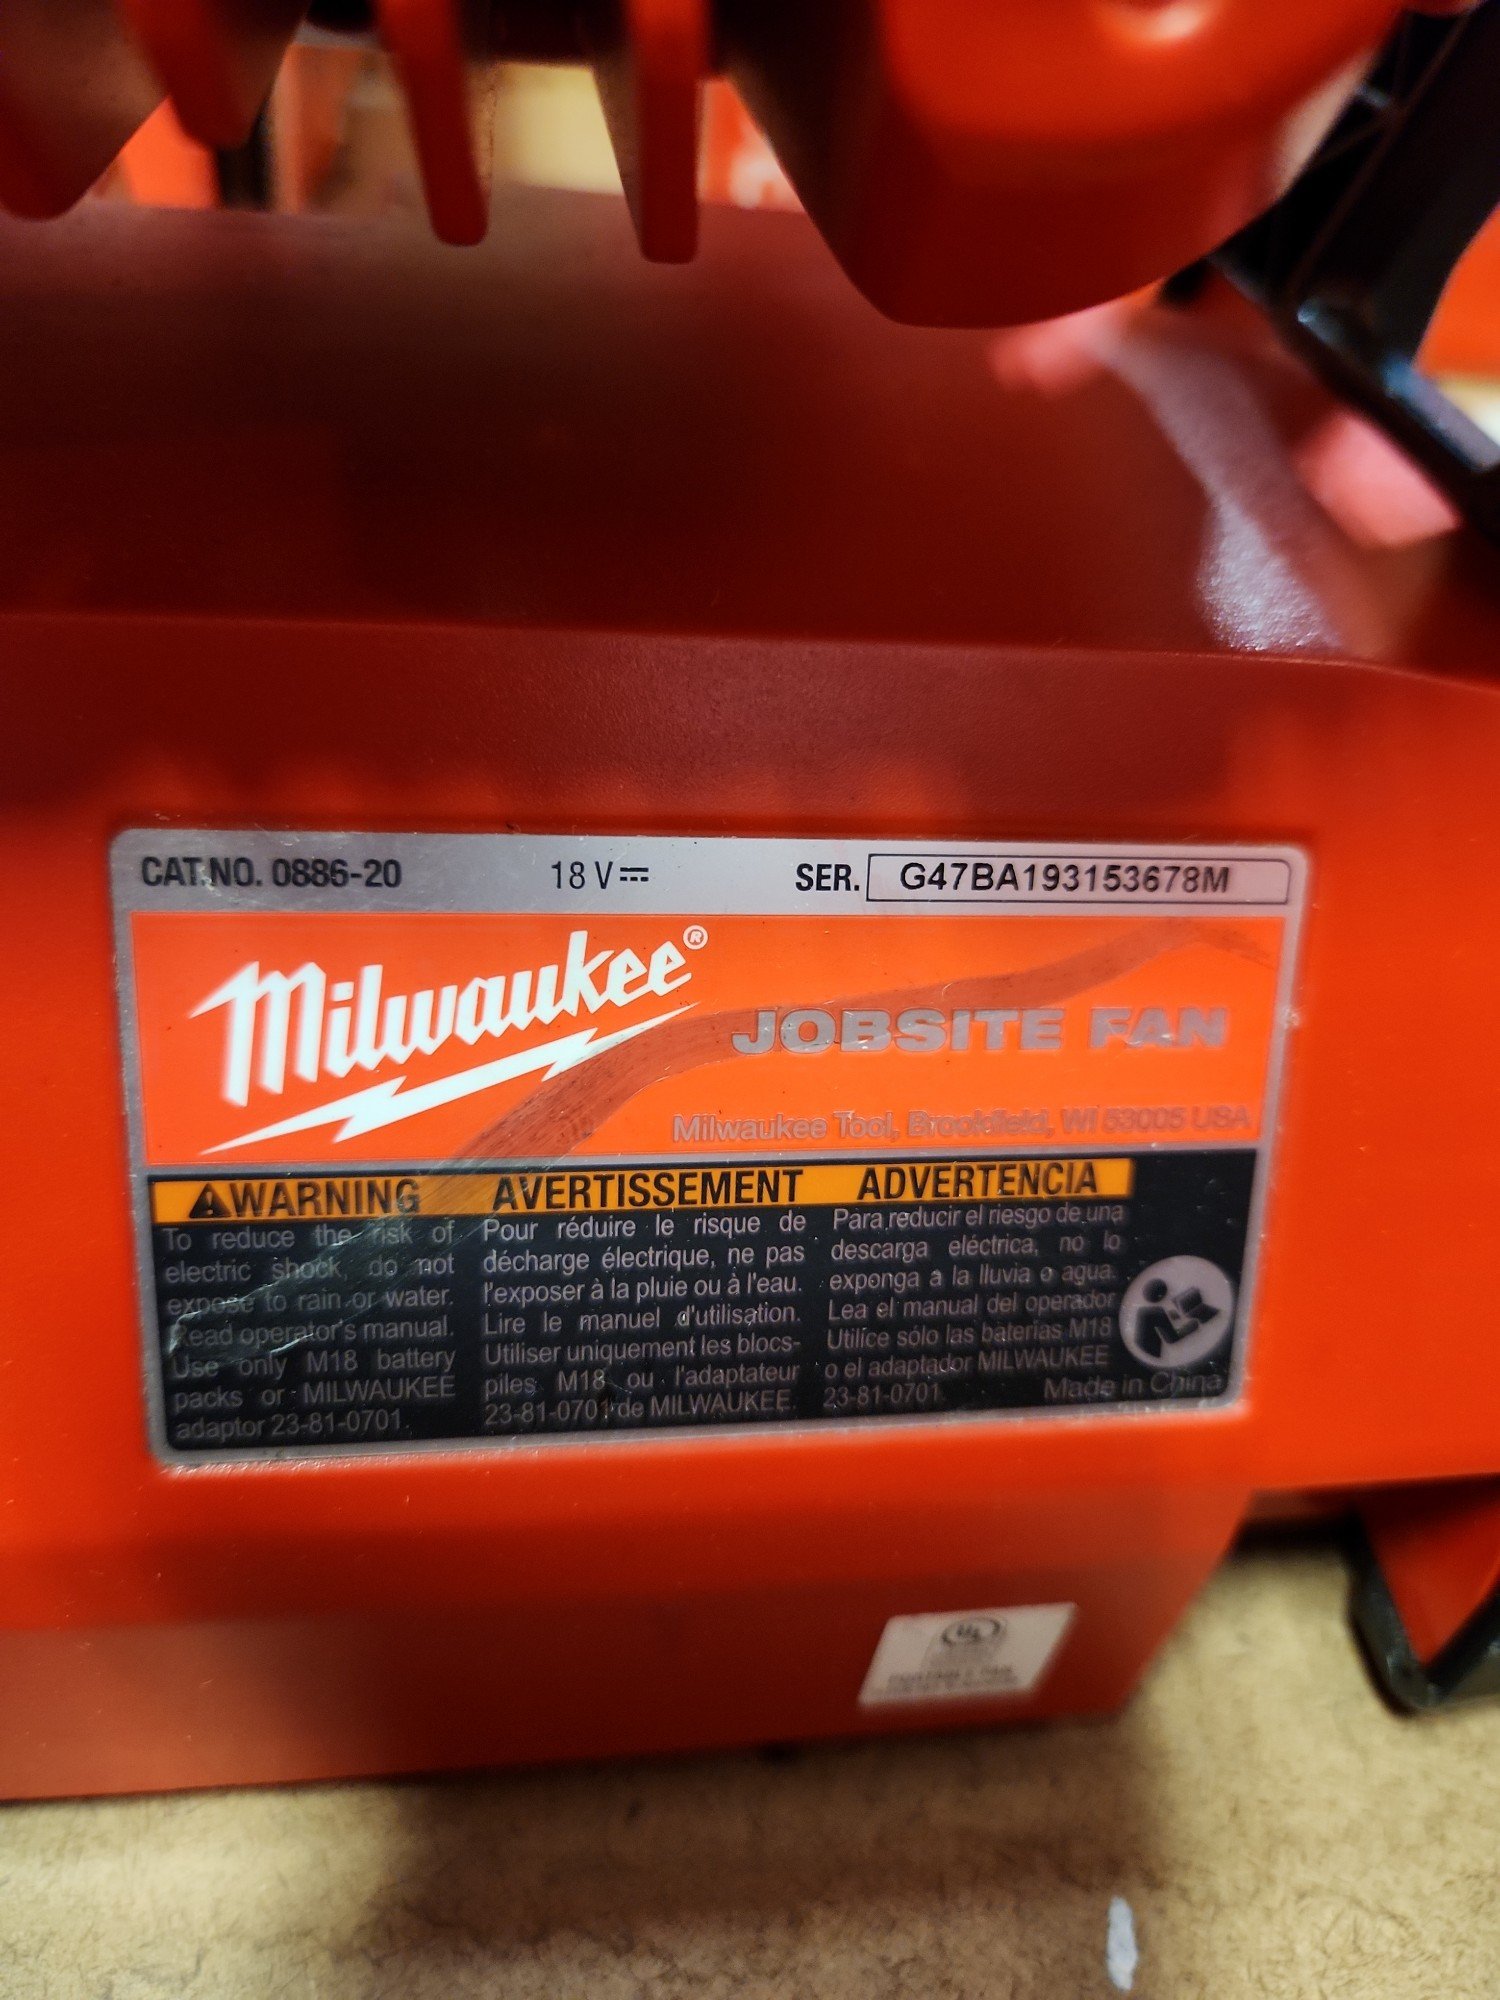 CAT.NO. 0886-20 18 V SER. G47BA193153678M
Milwaukee®
JOBSITE FAN
Milwaukee Tool, Brookfield, WI 53005 USA
WARNING
To reduce the risk of
electric shock, do not
expose to rain or water.
Read operator's manual.
Use only M18 battery
packs or MILWAUKEE
adaptor 23-81-0701.
AVERTISSEMENT
Pour réduire le risque de
décharge électrique, ne pas
l'exposer à la pluie ou à l'eau.
Lire le manuel d'utilisation.
Utiliser uniquement les blocs-
piles M18 ou l'adaptateur
23-81-0701 de MILWAUKEE.
ADVERTENCIA
Para reducir el riesgo de una
descarga eléctrica, no lo
exponga a la lluvia o agua.
Lea el manual del operador
Utilice sólo las baterías M18
o el adaptador MILWAUKEE
23-81-0701.
Made in China
UL